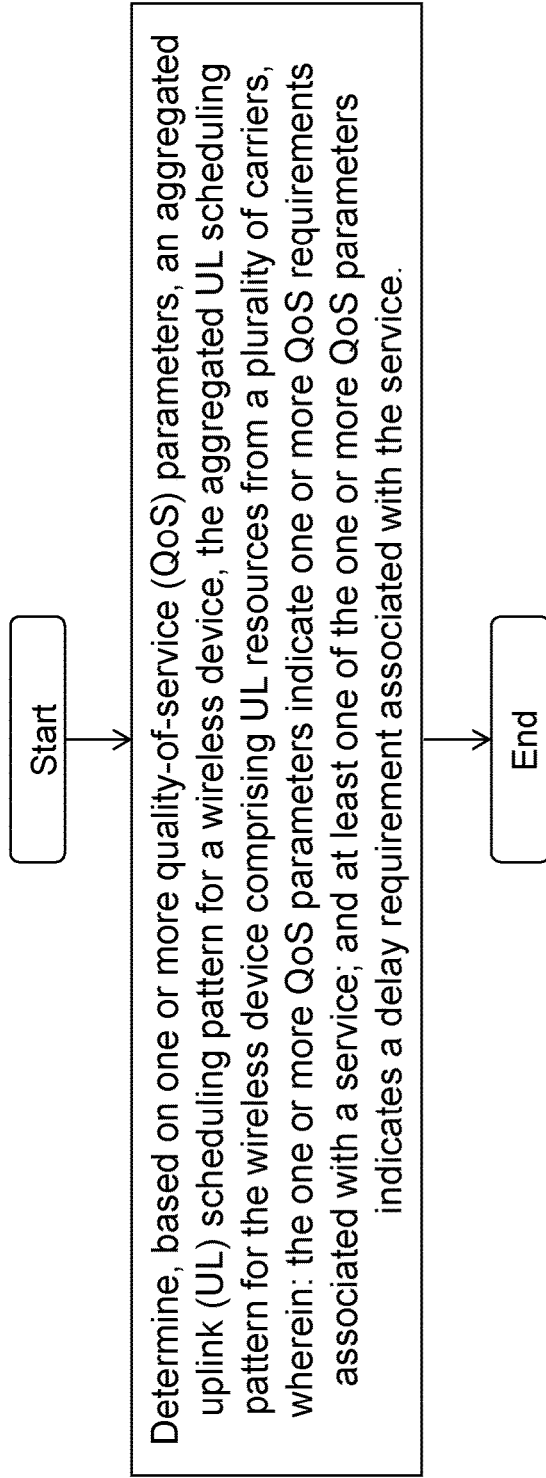 Start
Determine, based on one or more quality-of-service (QoS) parameters, an aggregated
uplink (UL) scheduling pattern for a wireless device, the aggregated UL scheduling
pattern for the wireless device comprising UL resources from a plurality of carriers,
wherein: the one or more QoS parameters indicate one or more QoS requirements
associated with a service; and at least one of the one or more QoS parameters
indicates a delay requirement associated with the service.
End